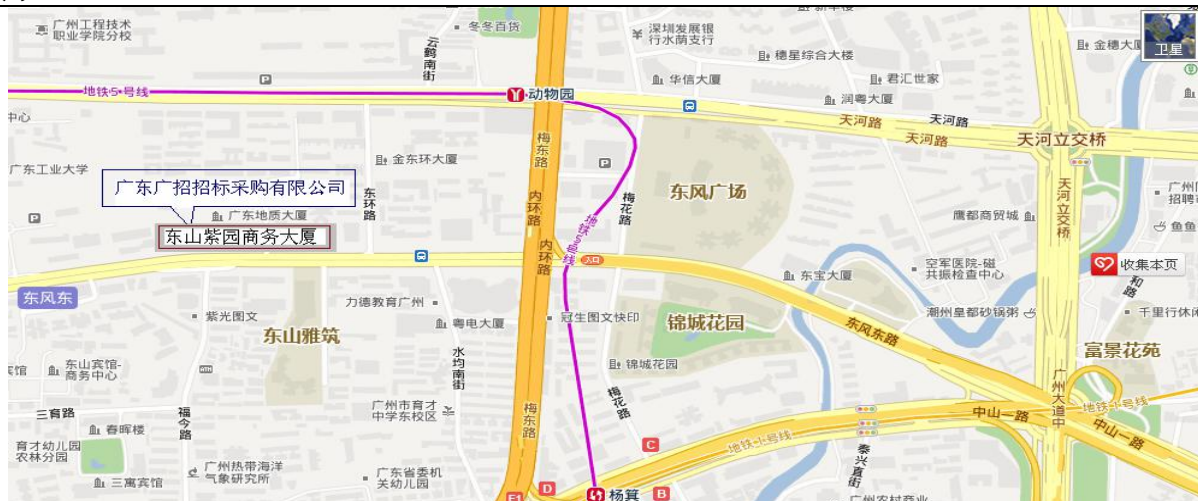 广州工程技术
职业学院分校
冬冬百货
云鹤南街
深圳发展银
行水荫支行
穗星综合大楼
金穗大
卫星
华信大厦
君汇世家
润粤大厦
P
地铁5号线
动物园
中心
天河路
天河路
天河路
天河立交桥
梅东路
金东环大厦
广东工业大学
P
东风广场
广东广招招标采购有限公司
东环路
内环路
梅花路
天河立交桥
广州
招聘
P
广东地质大厦
鹰都商贸城
鱼鱼
东山紫园商务大厦
地铁5号线
内环路
入口
空军医院-磁
共振检查中心
收集本页
东宝大厦
和路
东风东
力德教育广州
紫光图文
粤电大厦
冠生图文快印
锦城花园
东风东路
潮州皇都砂锅粥
千里行休闲
东山雅筑
富景花苑
东山宾馆-
商务中心
宾馆
ATM
水均南街
锦城花园
广州大道中
三育路
福今路
广州市育才
中学东校区
梅东路
梅花路
中山一路
地铁1号线
中山一路
春晖楼
育才幼儿园
农林分园
C
地铁1号线
泰兴直街
广州热带海洋
气象研究所
广东省委机
关幼儿园
三寓宾馆
E1
D
杨箕
B
广州农村商业